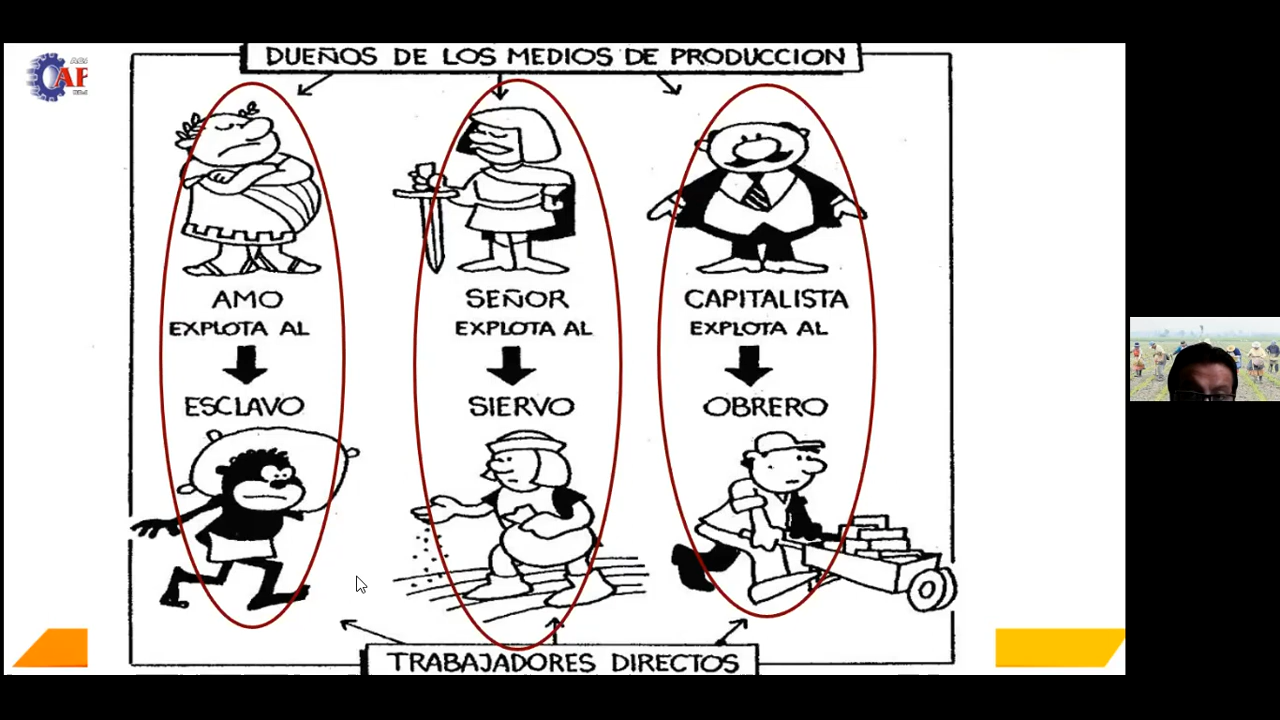 DUEÑOS DE LOS MEDIOS DE PRODUCCION
AMO
EXPLOTA AL
ESCLAVO
SEÑOR
EXPLOTA AL
SIERVO
CAPITALISTA
EXPLOTA AL
OBRERO
TRABAJADORES DIRECTOS